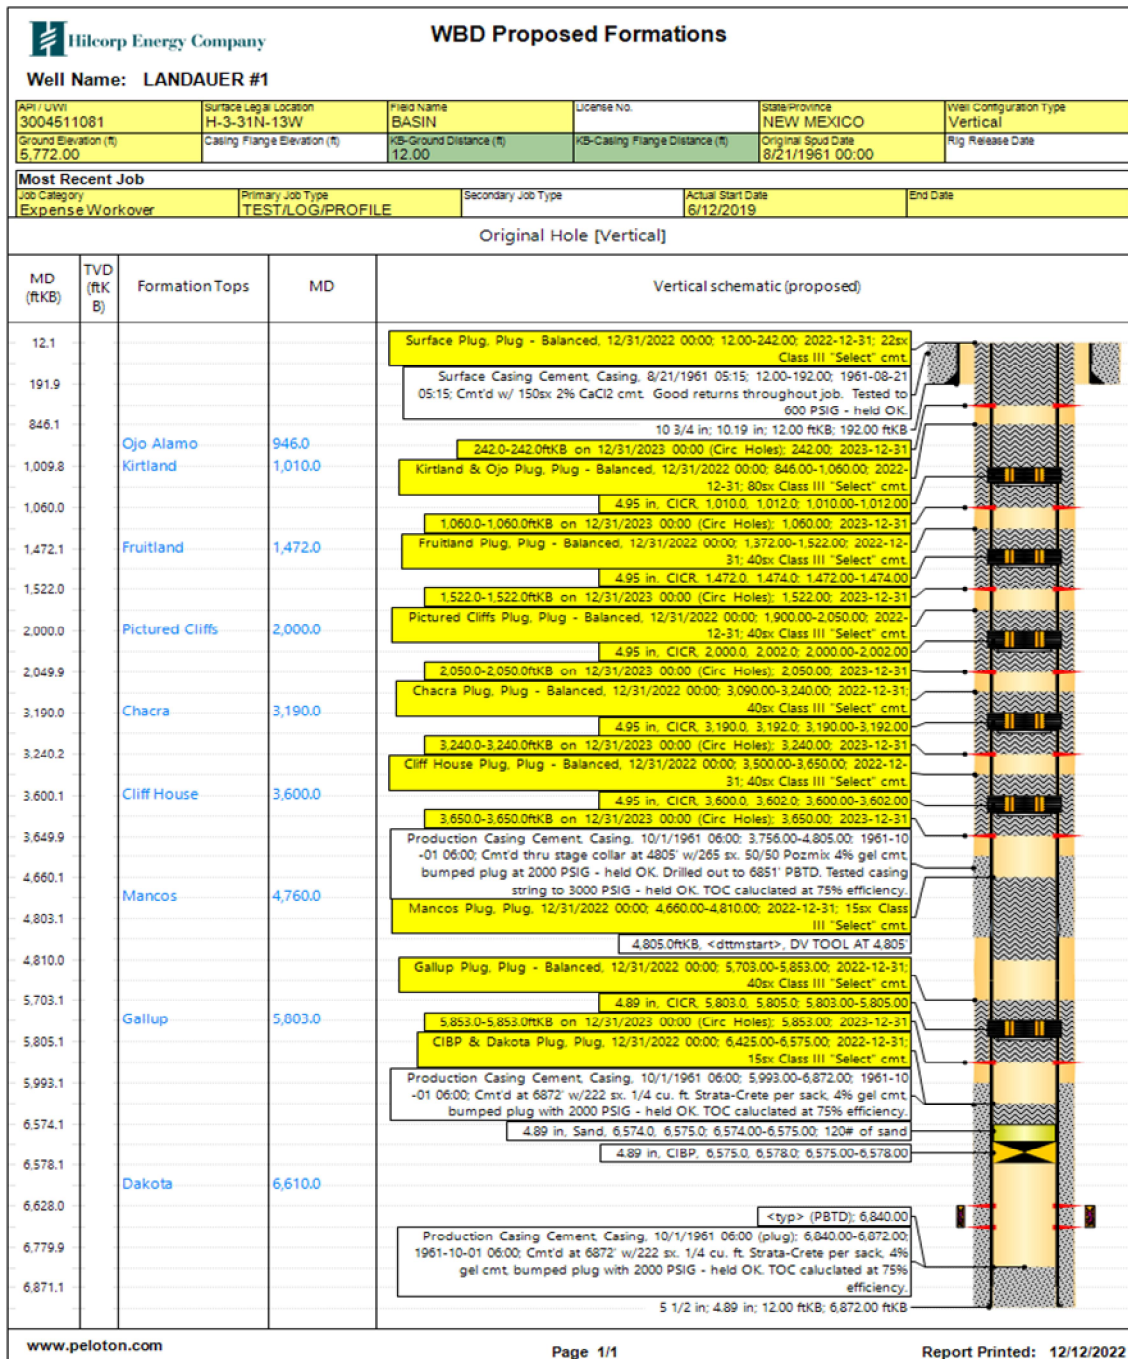 Hilcorp Energy Company
WBD Proposed Formations
Well Name: LANDAUER #1
API / UWI
3004511081
Surface Legal Location
H-3-31N-13W
Field Name
BASIN
License No.
State/Province
NEW MEXICO
Well Configuration Type
Vertical
Ground Elevation (ft)
5,772.00
Casing Flange Elevation (ft)
KB-Ground Distance (ft)
12.00
KB-Casing Flange Distance (ft)
Original Spud Date
8/21/1961 00:00
Rig Release Date
Most Recent Job
Job Category
Expense Workover
Primary Job Type
TEST/LOG/PROFILE
Secondary Job Type
Actual Start Date
6/12/2019
End Date
Original Hole [Vertical]
MD
(ftKB)
TVD
(ftK
B)
Formation Tops
MD
Vertical schematic (proposed)
12.1
Surface Plug, Plug - Balanced, 12/31/2022 00:00; 12.00-242.00; 2022-12-31; 22sx
Class III "Select" cmt.
191.9
Surface Casing Cement, Casing, 8/21/1961 05:15; 12.00-192.00; 1961-08-21
05:15; Cmt'd w/ 150sx 2% CaCl2 cmt. Good returns throughout job. Tested to
600 PSIG - held OK.
846.1
10 3/4 in; 10.19 in; 12.00 ftKB; 192.00 ftKB
Ojo Alamo
946.0
242.0-242.0ftKB on 12/31/2023 00:00 (Circ Holes); 242.00; 2023-12-31
1,009.8
Kirtland
1,010.0
Kirtland & Ojo Plug, Plug - Balanced, 12/31/2022 00:00; 846.00-1,060.00; 2022-
12-31; 80sx Class III "Select" cmt.
4.95 in, CICR, 1,010.0, 1,012.0; 1,010.00-1,012.00
1,060.0
1,060.0-1,060.0ftKB on 12/31/2023 00:00 (Circ Holes); 1,060.00; 2023-12-31
1,472.1
Fruitland
1,472.0
Fruitland Plug, Plug - Balanced, 12/31/2022 00:00; 1,372.00-1,522.00; 2022-12-
31; 40sx Class III "Select" cmt.
4.95 in, CICR, 1,472.0, 1,474.0; 1,472.00-1,474.00
1,522.0
1,522.0-1,522.0ftKB on 12/31/2023 00:00 (Circ Holes); 1,522.00; 2023-12-31
2,000.0
Pictured Cliffs
2,000.0
Pictured Cliffs Plug, Plug - Balanced, 12/31/2022 00:00; 1,900.00-2,050.00; 2022-
12-31; 40sx Class III "Select" cmt.
4.95 in, CICR, 2,000.0, 2,002.0; 2,000.00-2,002.00
2,049.9
2,050.0-2,050.0ftKB on 12/31/2023 00:00 (Circ Holes); 2,050.00; 2023-12-31
3,190.0
Chacra
3,190.0
Chacra Plug, Plug - Balanced, 12/31/2022 00:00; 3,090.00-3,240.00; 2022-12-31;
40sx Class III "Select" cmt.
4.95 in, CICR, 3,190.0, 3,192.0; 3,190.00-3,192.00
3,240.2
3,240.0-3,240.0ftKB on 12/31/2023 00:00 (Circ Holes); 3,240.00; 2023-12-31
Cliff House Plug, Plug - Balanced, 12/31/2022 00:00; 3,500.00-3,650.00; 2022-12-
31; 40sx Class III "Select" cmt.
3,600.1
Cliff House
3,600.0
4.95 in, CICR, 3,600.0, 3,602.0; 3,600.00-3,602.00
3,650.0-3,650.0ftKB on 12/31/2023 00:00 (Circ Holes); 3,650.00; 2023-12-31
3,649.9
Production Casing Cement, Casing, 10/1/1961 06:00; 3,756.00-4,805.00; 1961-10
-01 06:00; Cmt'd thru stage collar at 4805' w/265 sx. 50/50 Pozmix 4% gel cmt,
bumped plug at 2000 PSIG - held OK. Drilled out to 6851' PBTD. Tested casing
string to 3000 PSIG - held OK. TOC caluclated at 75% efficiency.
4,660.1
Mancos
4,760.0
4,803.1
Mancos Plug, Plug, 12/31/2022 00:00; 4,660.00-4,810.00; 2022-12-31; 15sx Class
III "Select" cmt.
4,805.0ftKB, <dttmstart>, DV TOOL AT 4,805'
4,810.0
Gallup Plug, Plug - Balanced, 12/31/2022 00:00; 5,703.00-5,853.00; 2022-12-31;
40sx Class III "Select" cmt.
5,703.1
4.89 in, CICR, 5,803.0, 5,805.0; 5,803.00-5,805.00
Gallup
5,803.0
5,853.0-5,853.0ftKB on 12/31/2023 00:00 (Circ Holes); 5,853.00; 2023-12-31
5,805.1
CIBP & Dakota Plug, Plug, 12/31/2022 00:00; 6,425.00-6,575.00; 2022-12-31;
15sx Class III "Select" cmt.
5,993.1
Production Casing Cement, Casing, 10/1/1961 06:00; 5,993.00-6,872.00; 1961-10
-01 06:00; Cmt'd at 6872' w/222 sx. 1/4 cu. ft. Strata-Crete per sack, 4% gel cmt,
bumped plug with 2000 PSIG - held OK. TOC caluclated at 75% efficiency.
6,574.1
4.89 in, Sand, 6,574.0, 6,575.0; 6,574.00-6,575.00; 120# of sand
4.89 in, CIBP, 6,575.0, 6,578.0; 6,575.00-6,578.00
6,578.1
Dakota
6,610.0
6,628.0
<typ> (PBTD); 6,840.00
6,779.9
Production Casing Cement, Casing, 10/1/1961 06:00 (plug); 6,840.00-6,872.00;
1961-10-01 06:00; Cmt'd at 6872' w/222 sx. 1/4 cu. ft. Strata-Crete per sack, 4%
gel cmt, bumped plug with 2000 PSIG - held OK. TOC caluclated at 75%
efficiency.
6,871.1
5 1/2 in; 4.89 in; 12.00 ftKB; 6,872.00 ftKB
www.peloton.com
Page 1/1
Report Printed: 12/12/2022